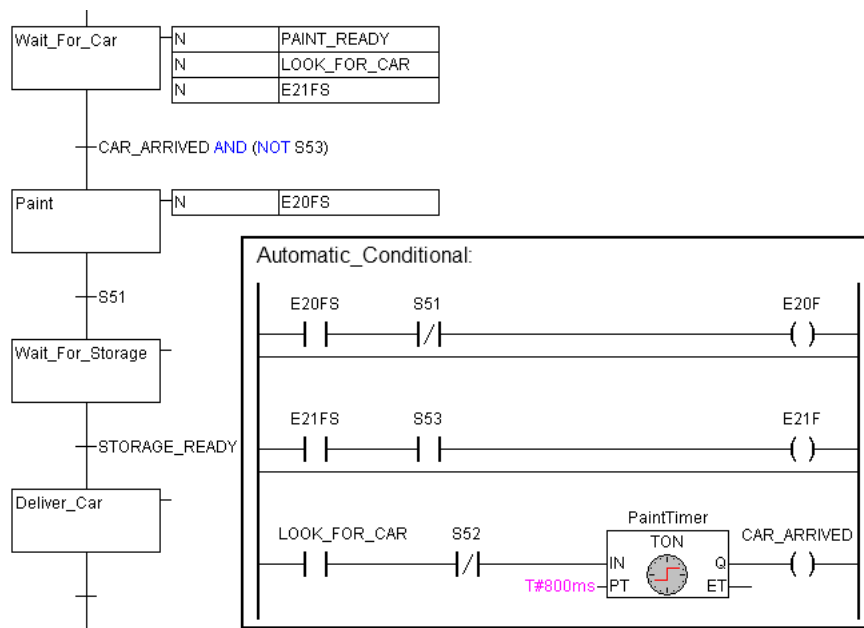 Wait_For_Car
N PAINT_READY
N LOOK_FOR_CAR
N E21FS
CAR_ARRIVED AND (NOT S53)
Paint
N E20FS
S51
Wait_For_Storage
STORAGE_READY
Deliver_Car
Automatic_Conditional:
E20FS S51 E20F
E21FS S53 E21F
LOOK_FOR_CAR S52 PaintTimer CAR_ARRIVED
TON
IN Q
T#800ms PT ET